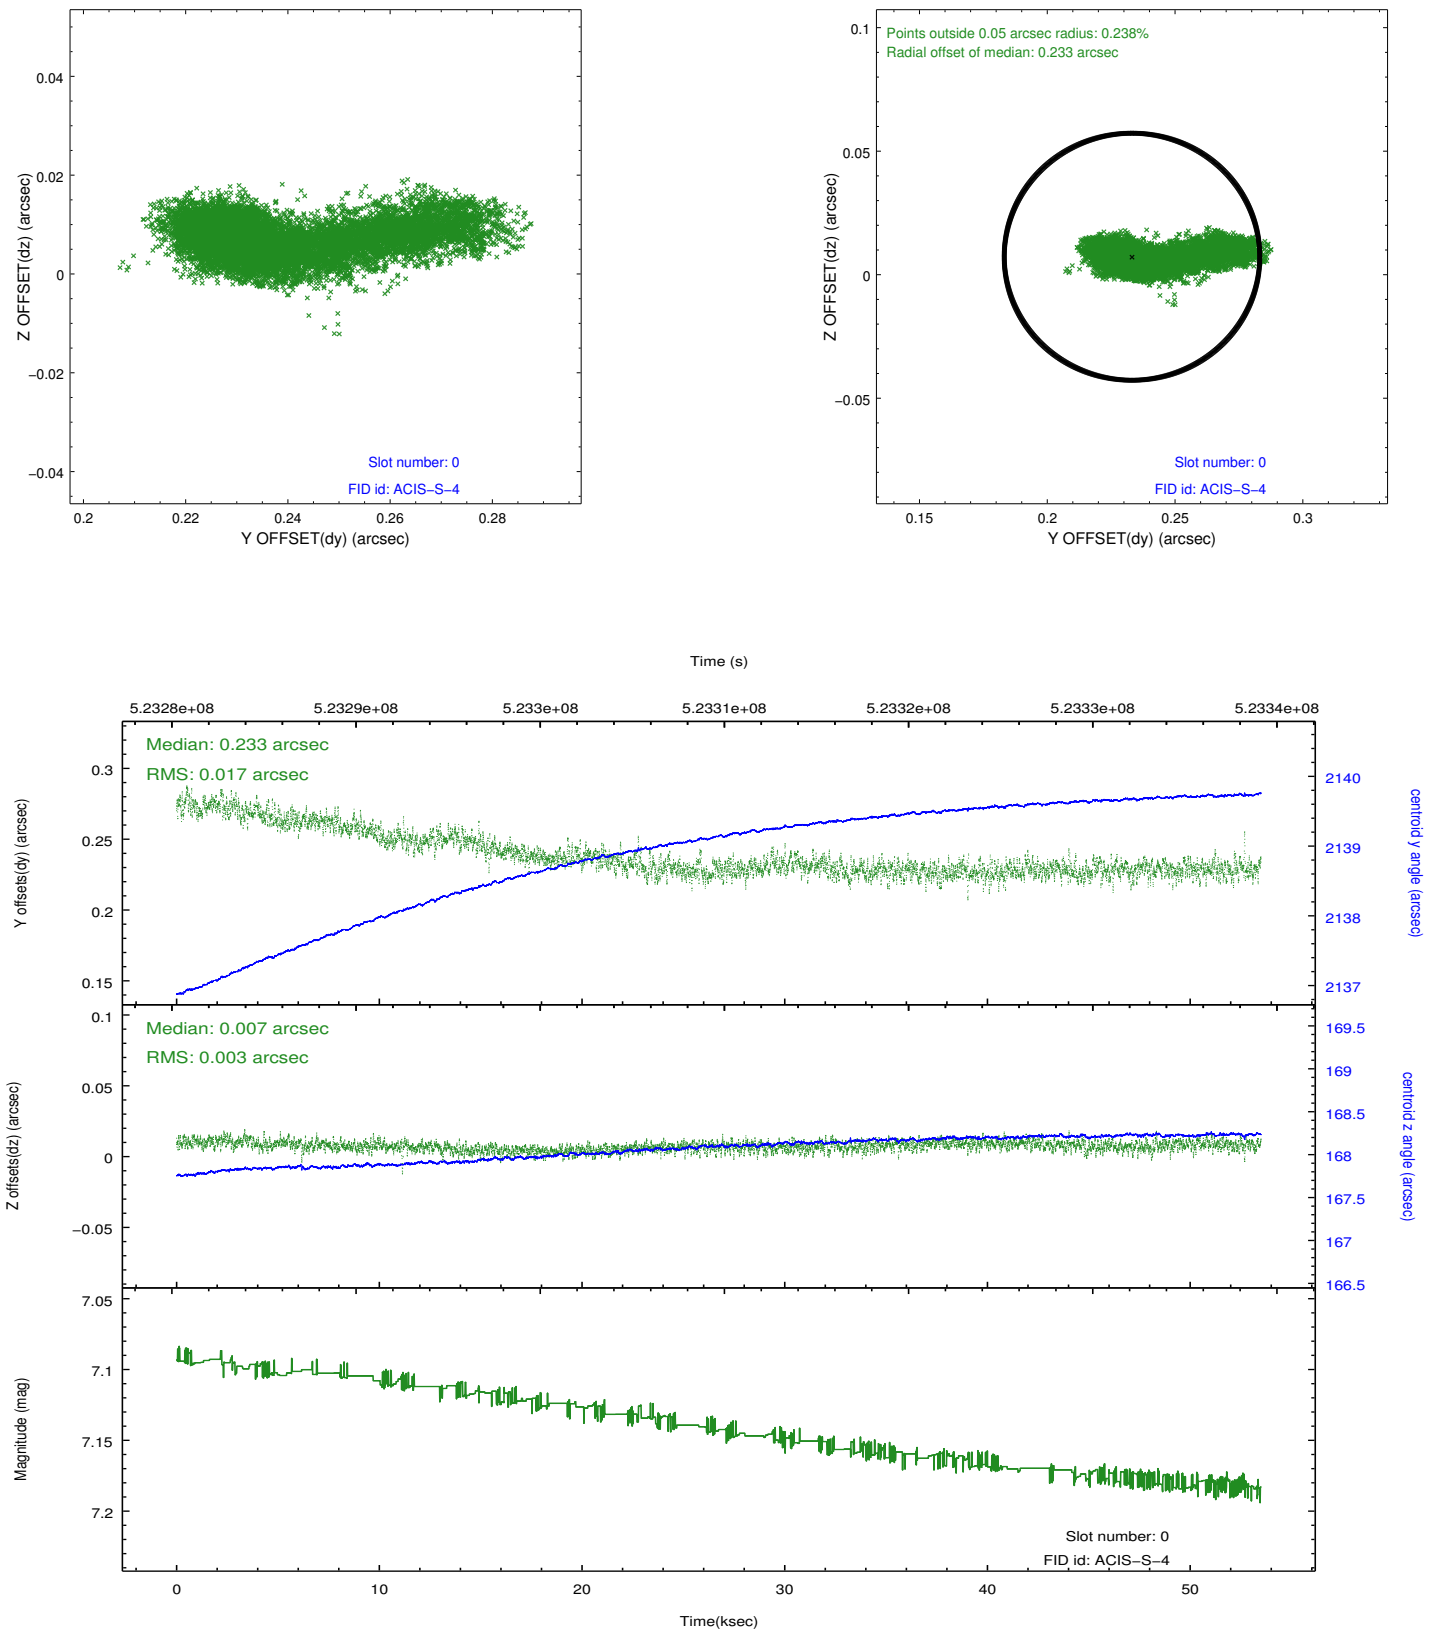 0.04
0.02
0
−0.02
−0.04
Z OFFSET(dz) (arcsec)
Slot number: 0
FID id: ACIS−S−4
0.2 0.22 0.24 0.26 0.28
Y OFFSET(dy) (arcsec)
Points outside 0.05 arcsec radius: 0.238%
Radial offset of median: 0.233 arcsec
0.1
0.05
0
−0.05
Z OFFSET(dz) (arcsec)
Slot number: 0
FID id: ACIS−S−4
0.15 0.2 0.25 0.3
Y OFFSET(dy) (arcsec)
Time (s)
5.2328e+08 5.2329e+08 5.233e+08 5.2331e+08 5.2332e+08 5.2333e+08 5.2334e+08
Median: 0.233 arcsec
RMS: 0.017 arcsec
0.3
0.25
0.2
0.15
Y offsets(dy) (arcsec)
2140
2139
2138
2137
centroid y angle (arcsec)
Median: 0.007 arcsec
RMS: 0.003 arcsec
0.1
0.05
0
−0.05
Z offsets(dz) (arcsec)
169.5
169
168.5
168
167.5
167
166.5
centroid z angle (arcsec)
7.05
7.1
7.15
7.2
Magnitude (mag)
Slot number: 0
FID id: ACIS−S−4
0 10 20 30 40 50
Time(ksec)